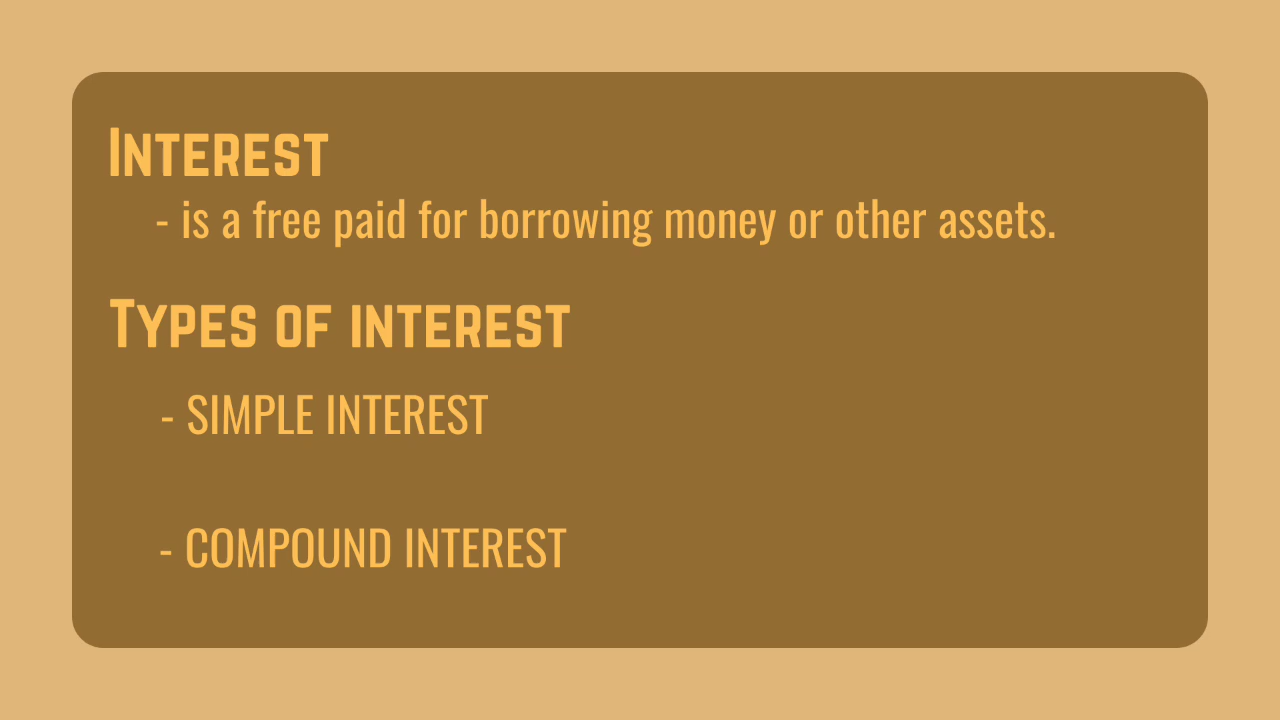 Interest
- is a free paid for borrowing money or other assets.
Types of interest
- SIMPLE INTEREST
- COMPOUND INTEREST